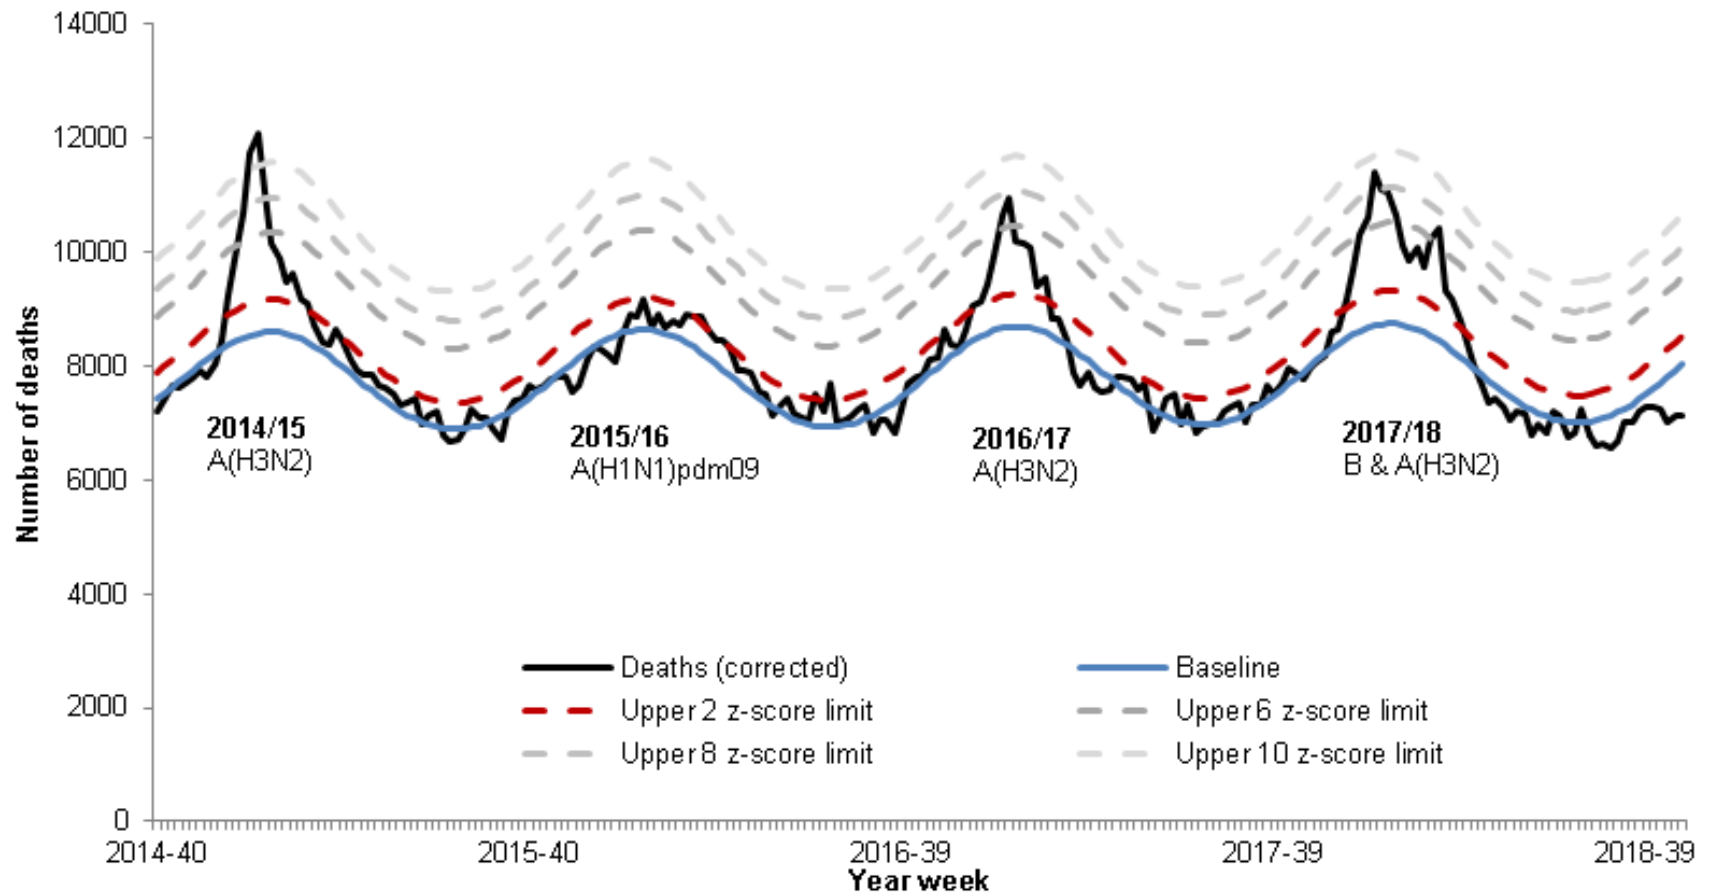 14000
12000
10000
8000
6000
4000
2000
0
Number of deaths
2014/15
A(H3N2)
2015/16
A(H1N1)pdm09
2016/17
A(H3N2)
2017/18
B & A(H3N2)
Deaths (corrected)
Baseline
Upper 2 z-score limit
Upper 6 z-score limit
Upper 8 z-score limit
Upper 10 z-score limit
2014-40
2015-40
2016-39
2017-39
2018-39
Year week